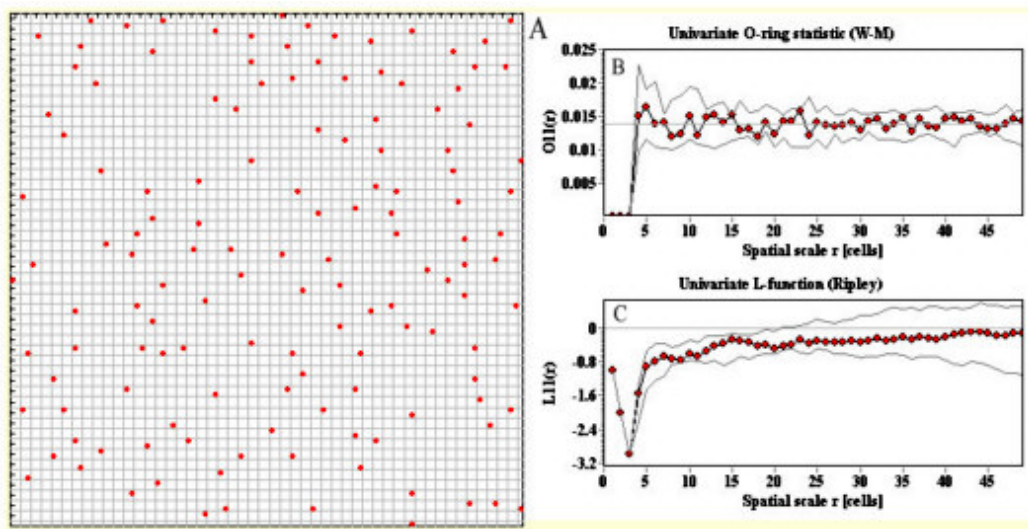 A
Univariate O-ring statistic (W-M)
B
O11(r)
0.025
0.02
0.015
0.01
0.005
0 5 10 15 20 25 30 35 40 45
Spatial scale r [cells]
Univariate L-function (Ripley)
C
L11(r)
0
-0.8
-1.6
-2.4
-3.2
0 5 10 15 20 25 30 35 40 45
Spatial scale r [cells]